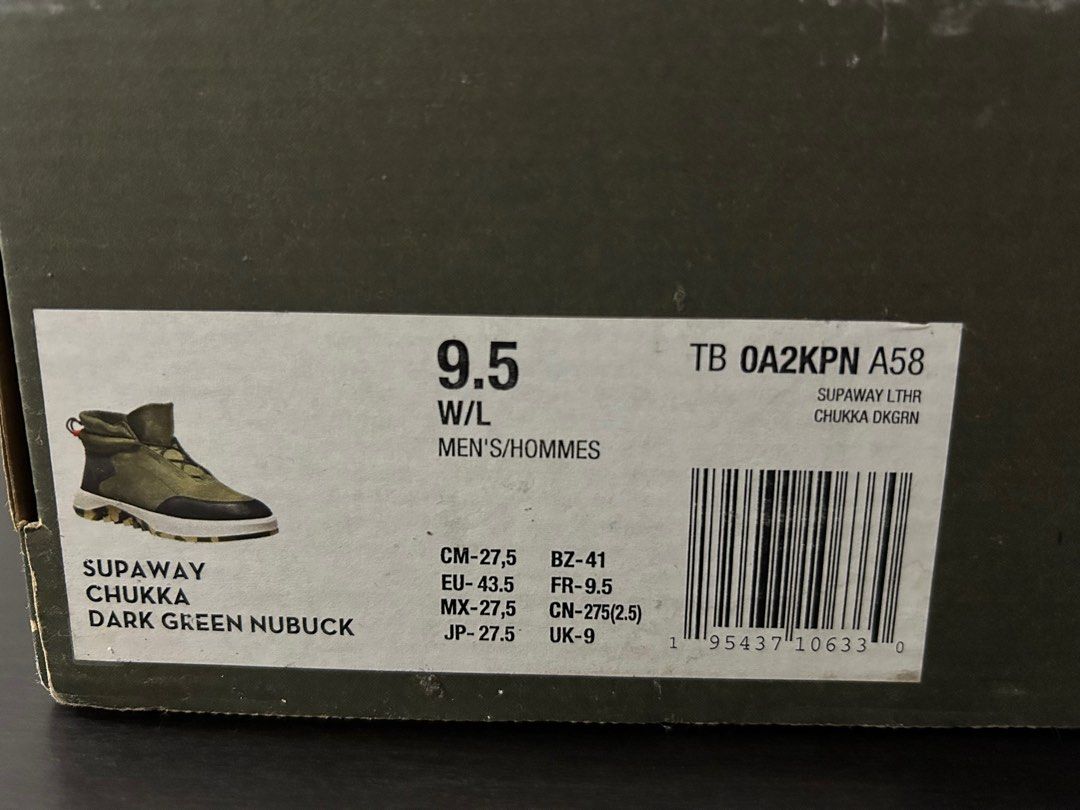 9.5
W/L
MEN'S/HOMMES
TB 0A2KPN A58
SUPAWAY LTHR
CHUKKA DKGRN
SUPAWAY
CHUKKA
DARK GREEN NUBUCK
CM-27,5 BZ-41
EU- 43.5 FR-9.5
MX-27,5 CN-275(2.5)
JP- 27.5 UK-9
1 95437 10633 0